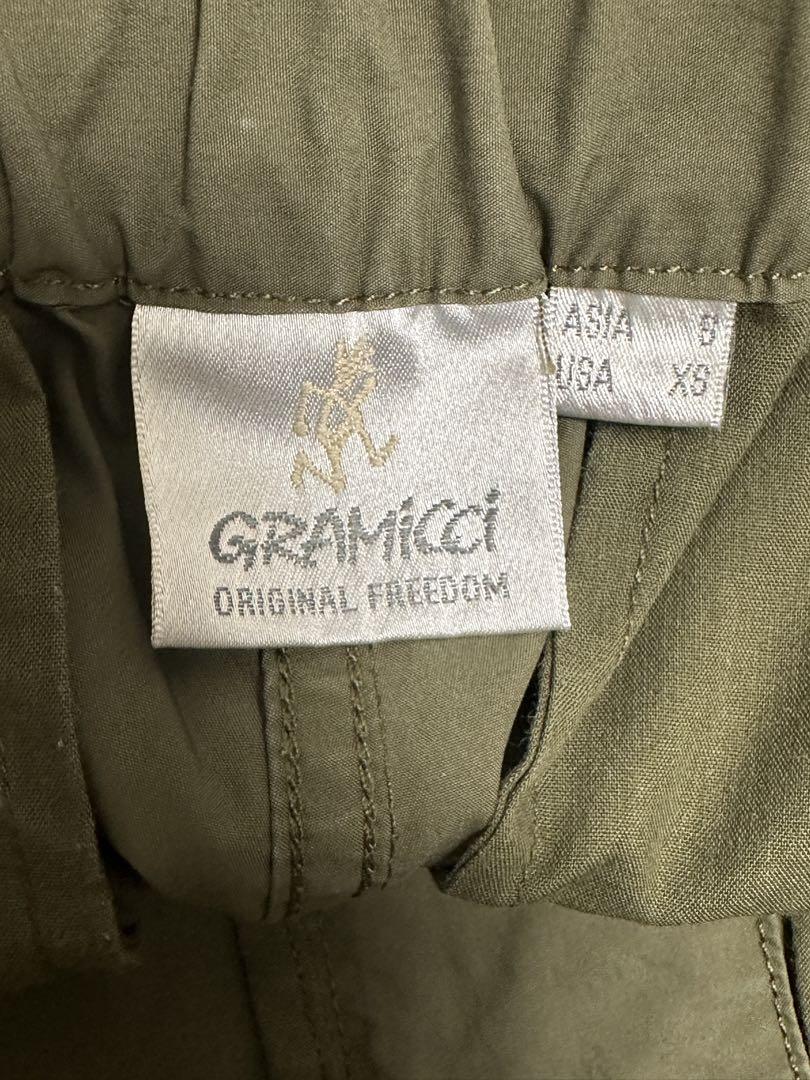 GRAMiCCi
ORIGINAL FREEDOM
ASIA S
USA XS